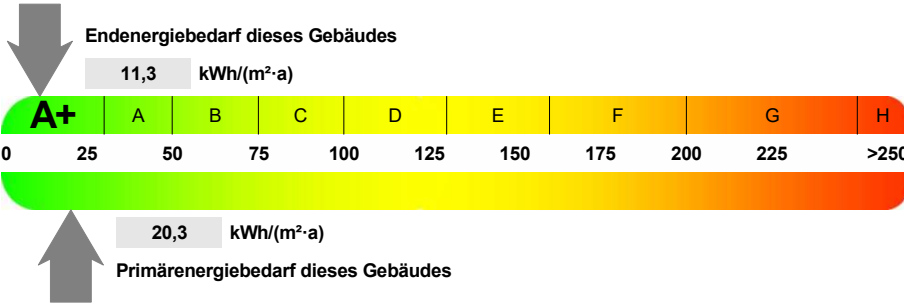 Endenergiebedarf dieses Gebäudes
11,3 kWh/(m²·a)
A+ A B C D E F G H
0 25 50 75 100 125 150 175 200 225 >250
20,3 kWh/(m²·a)
Primärenergiebedarf dieses Gebäudes